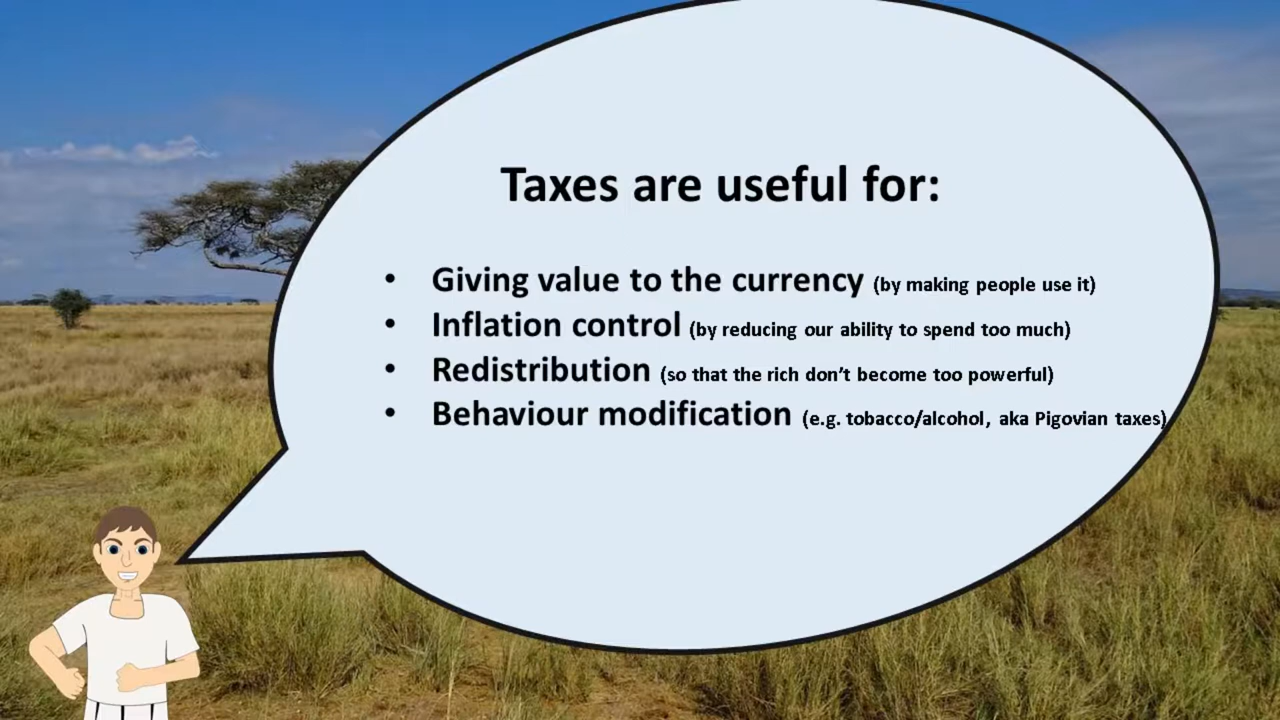 Taxes are useful for:
• Giving value to the currency (by making people use it)
• Inflation control (by reducing our ability to spend too much)
• Redistribution (so that the rich don't become too powerful)
• Behaviour modification (e.g. tobacco/alcohol, aka Pigovian taxes)